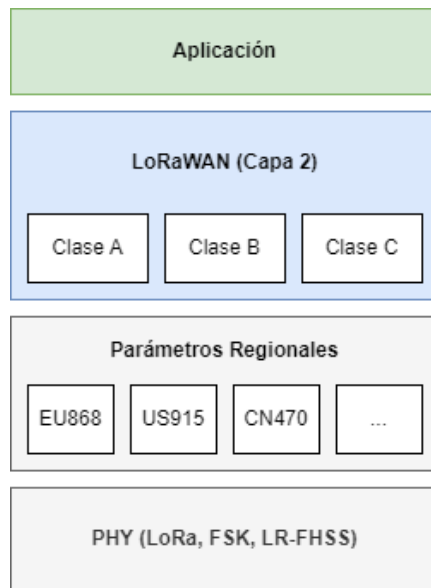 Aplicación
LoRaWAN (Capa 2)
Clase A Clase B Clase C
Parámetros Regionales
EU868 US915 CN470 ...
PHY (LoRa, FSK, LR-FHSS)